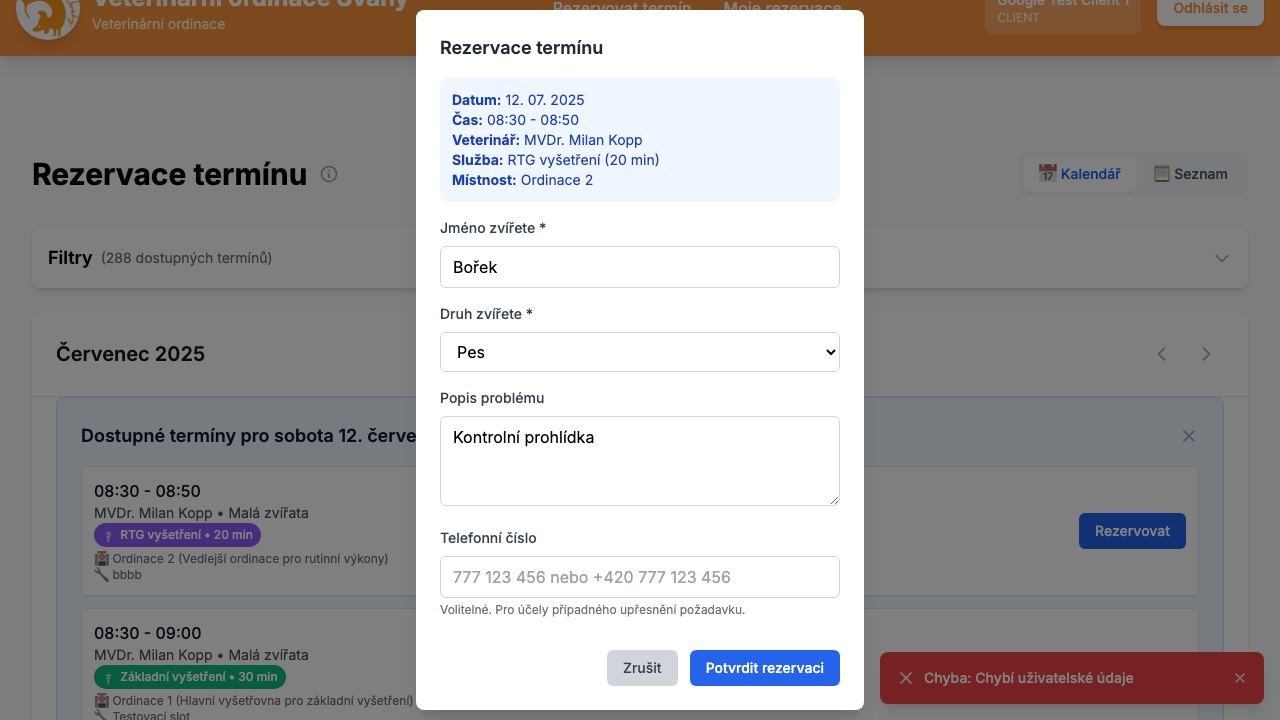 Veterinární ordinace Svahy
Veterinární ordinace
Rezervovat termín
Moje rezervace
Google Test Client 1
CLIENT
Odhlásit se
Rezervace termínu
Kalendář
Seznam
Filtry (288 dostupných termínů)
Červenec 2025
Dostupné termíny pro sobota 12. červe
08:30 - 08:50
MVDr. Milan Kopp • Malá zvířata
RTG vyšetření • 20 min
Ordinace 2 (Vedlejší ordinace pro rutinní výkony)
bbbb
Rezervovat
08:30 - 09:00
MVDr. Milan Kopp • Malá zvířata
Základní vyšetření • 30 min
Ordinace 1 (Hlavní vyšetřovna pro základní vyšetření)
Testovací slot
Rezervace termínu
Datum: 12. 07. 2025
Čas: 08:30 - 08:50
Veterinář: MVDr. Milan Kopp
Služba: RTG vyšetření (20 min)
Místnost: Ordinace 2
Jméno zvířete *
Bořek
Druh zvířete *
Pes
Popis problému
Kontrolní prohlídka
Telefonní číslo
777 123 456 nebo +420 777 123 456
Volitelné. Pro účely případného upřesnění požadavku.
Zrušit
Potvrdit rezervaci
Chyba: Chybí uživatelské údaje